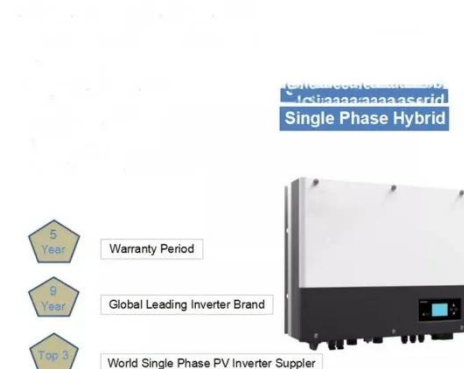 Single Phase Hybrid
5
Year
Warranty Period
9
Year
Global Leading Inverter Brand
Top 3
World Single Phase PV Inverter Suppler